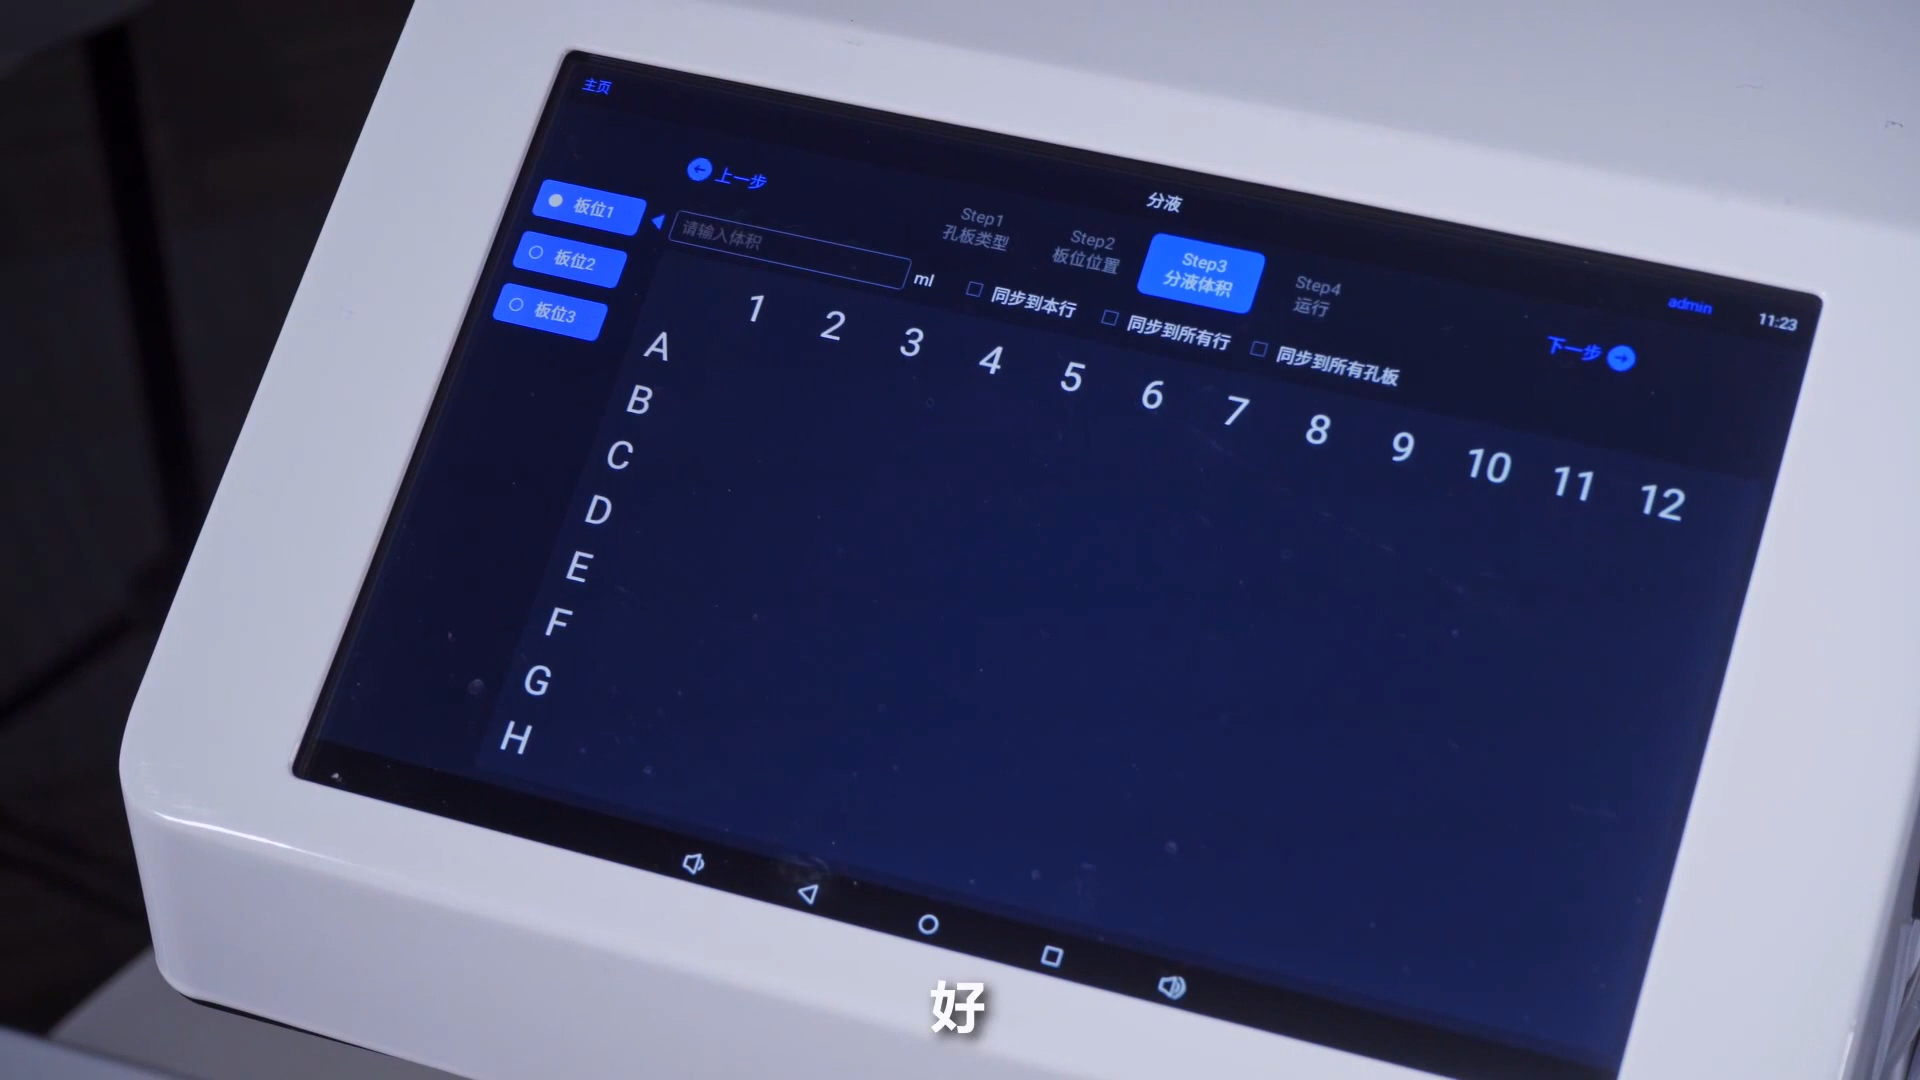 主页
上一步
分液
板位1
板位2
板位3
请输入体积
ml
Step1
孔板类型
Step2
板位位置
Step3
分液体积
Step4
运行
admin
11:23
下一步
同步到本行
同步到所有行
同步到所有孔板
1 2 3 4 5 6 7 8 9 10 11 12
A
B
C
D
E
F
G
H
好